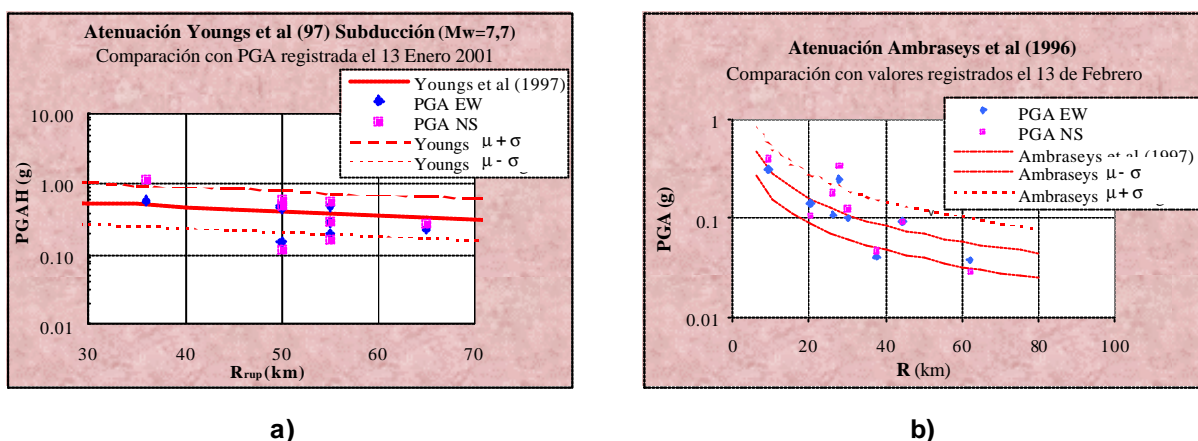 Atenuación Youngs et al (97) Subducción (Mw=7,7)
Comparación con PGA registrada el 13 Enero 2001
Youngs et al (1997)
PGA EW
PGA NS
Youngs μ + σ
Youngs μ - σ
PGAH (g)
10.00
1.00
0.10
0.01
30
40
50
60
70
Rrup (km)
a)
Atenuación Ambraseys et al (1996)
Comparación con valores registrados el 13 de Febrero
PGA EW
PGA NS
Ambraseys et al (1997)
Ambraseys μ - σ
Ambraseys μ + σ
PGA (g)
1
0.1
0.01
0
20
40
60
80
100
R (km)
b)